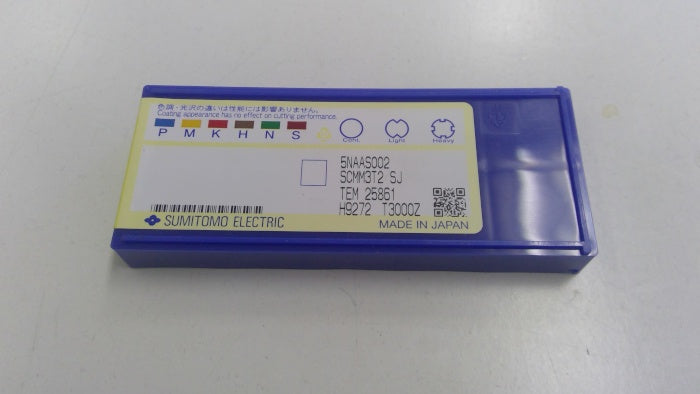 色調・光沢の違いは性能には影響ありません。
Coating appearance has no effect on cutting performance.
P M K H N S
Cont. Light Heavy
5NAAS002
SCMM3T2 SJ
TEM 25861
H9272 T3000Z
SUMITOMO ELECTRIC
MADE IN JAPAN